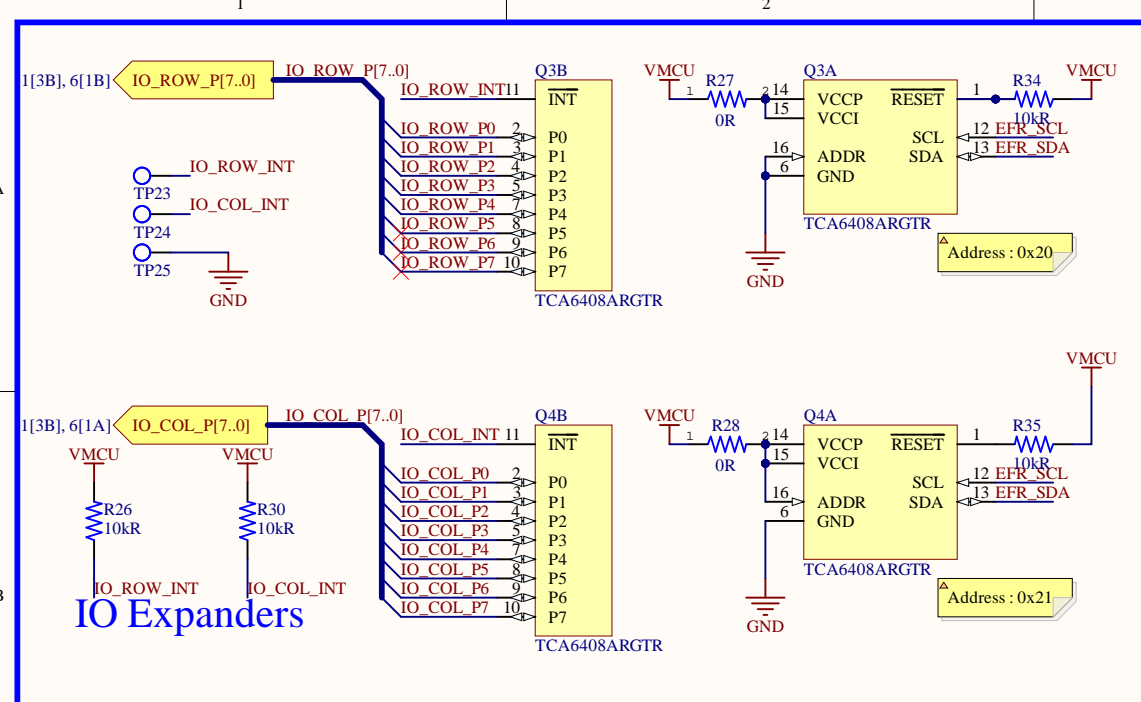 1
2
1[3B], 6[1B]
IO_ROW_P[7..0]
IO_ROW_P[7..0]
IO_ROW_INT 11
Q3B
INT
IO_ROW_P0 2 P0
IO_ROW_P1 3 P1
IO_ROW_P2 4 P2
IO_ROW_P3 5 P3
IO_ROW_P4 7 P4
IO_ROW_P5 8 P5
IO_ROW_P6 9 P6
IO_ROW_P7 10 P7
TCA6408ARGTR
IO_ROW_INT
TP23
IO_COL_INT
TP24
TP25
GND
VMCU
1
R27
0R
2
Q3A
14 VCCP
15 VCCI
16 ADDR
6 GND
RESET 1
SCL 12 EFR_SCL
SDA 13 EFR_SDA
TCA6408ARGTR
R34
10kR
VMCU
GND
Address : 0x20
1[3B], 6[1A]
IO_COL_P[7..0]
IO_COL_P[7..0]
IO_COL_INT 11
Q4B
INT
IO_COL_P0 2 P0
IO_COL_P1 3 P1
IO_COL_P2 4 P2
IO_COL_P3 5 P3
IO_COL_P4 7 P4
IO_COL_P5 8 P5
IO_COL_P6 9 P6
IO_COL_P7 10 P7
TCA6408ARGTR
VMCU
R26
10kR
IO_ROW_INT
VMCU
R30
10kR
IO_COL_INT
IO Expanders
VMCU
1
R28
0R
2
Q4A
14 VCCP
15 VCCI
16 ADDR
6 GND
RESET 1
SCL 12 EFR_SCL
SDA 13 EFR_SDA
TCA6408ARGTR
R35
10kR
VMCU
GND
Address : 0x21